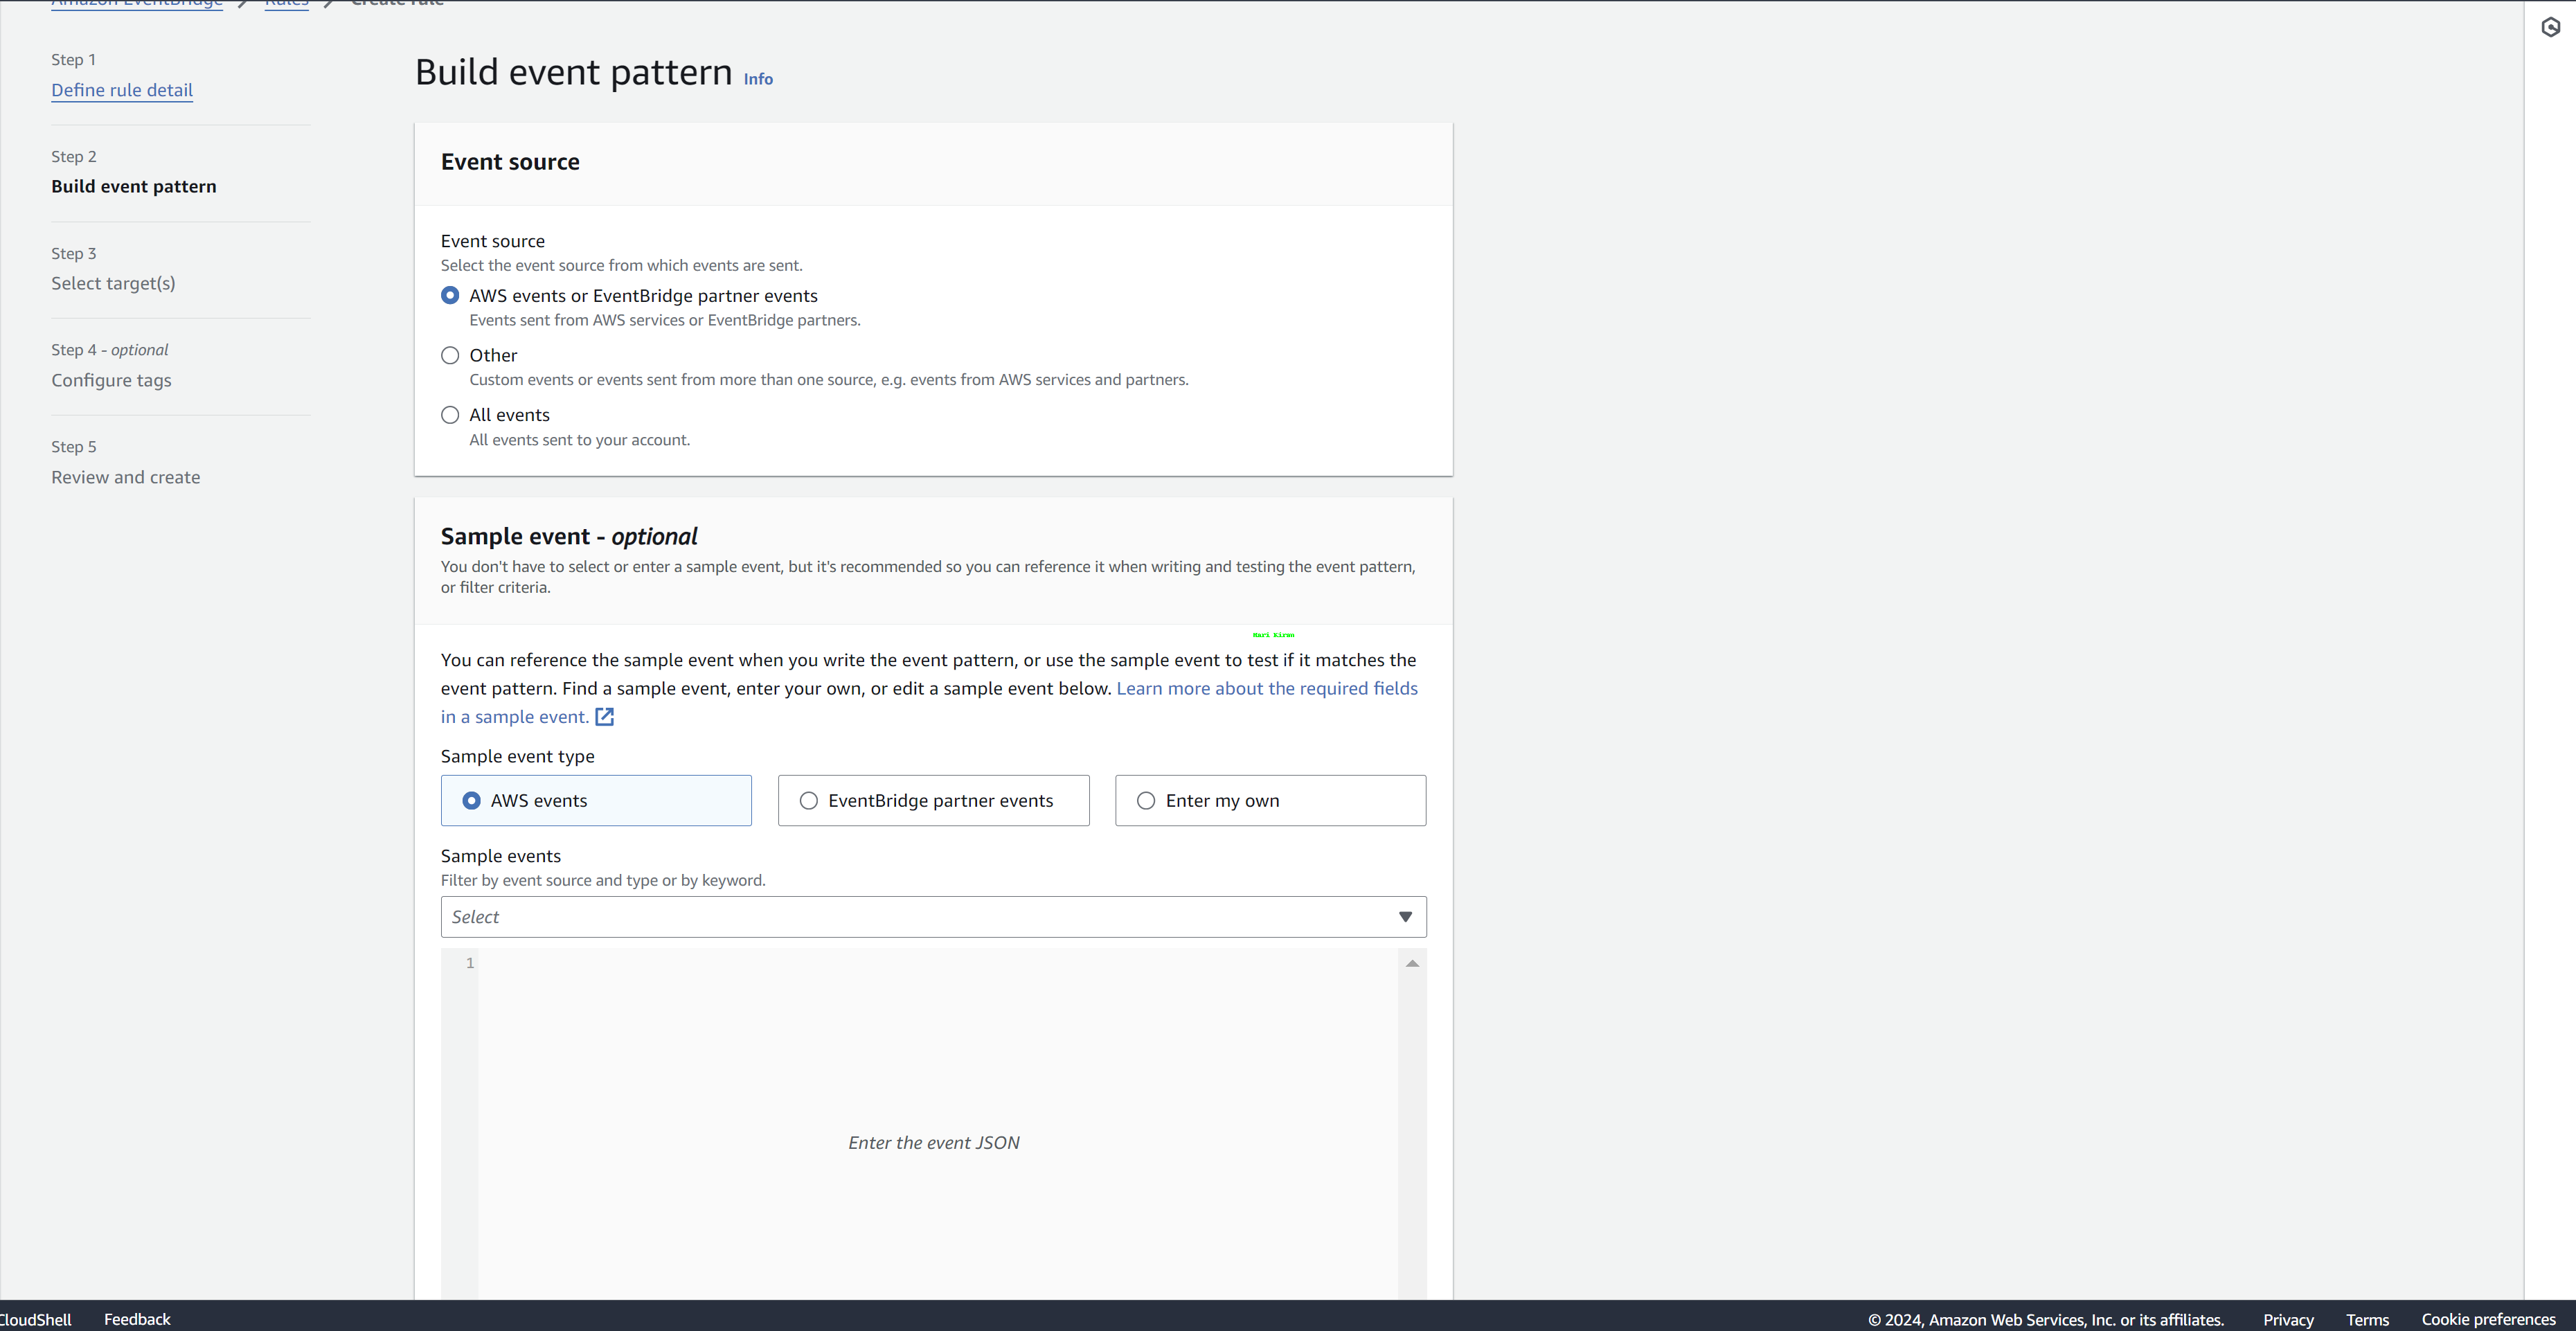 Amazon EventBridge > Rules > Create rule
Step 1
Define rule detail
Step 2
Build event pattern
Step 3
Select target(s)
Step 4 - optional
Configure tags
Step 5
Review and create
Build event pattern Info
Event source
Event source
Select the event source from which events are sent.
AWS events or EventBridge partner events
Events sent from AWS services or EventBridge partners.
Other
Custom events or events sent from more than one source, e.g. events from AWS services and partners.
All events
All events sent to your account.
Sample event - optional
You don't have to select or enter a sample event, but it's recommended so you can reference it when writing and testing the event pattern,
or filter criteria.
You can reference the sample event when you write the event pattern, or use the sample event to test if it matches the
event pattern. Find a sample event, enter your own, or edit a sample event below. Learn more about the required fields
in a sample event.
Sample event type
AWS events
EventBridge partner events
Enter my own
Sample events
Filter by event source and type or by keyword.
Select
1
Enter the event JSON
CloudShell Feedback © 2024, Amazon Web Services, Inc. or its affiliates. Privacy Terms Cookie preferences